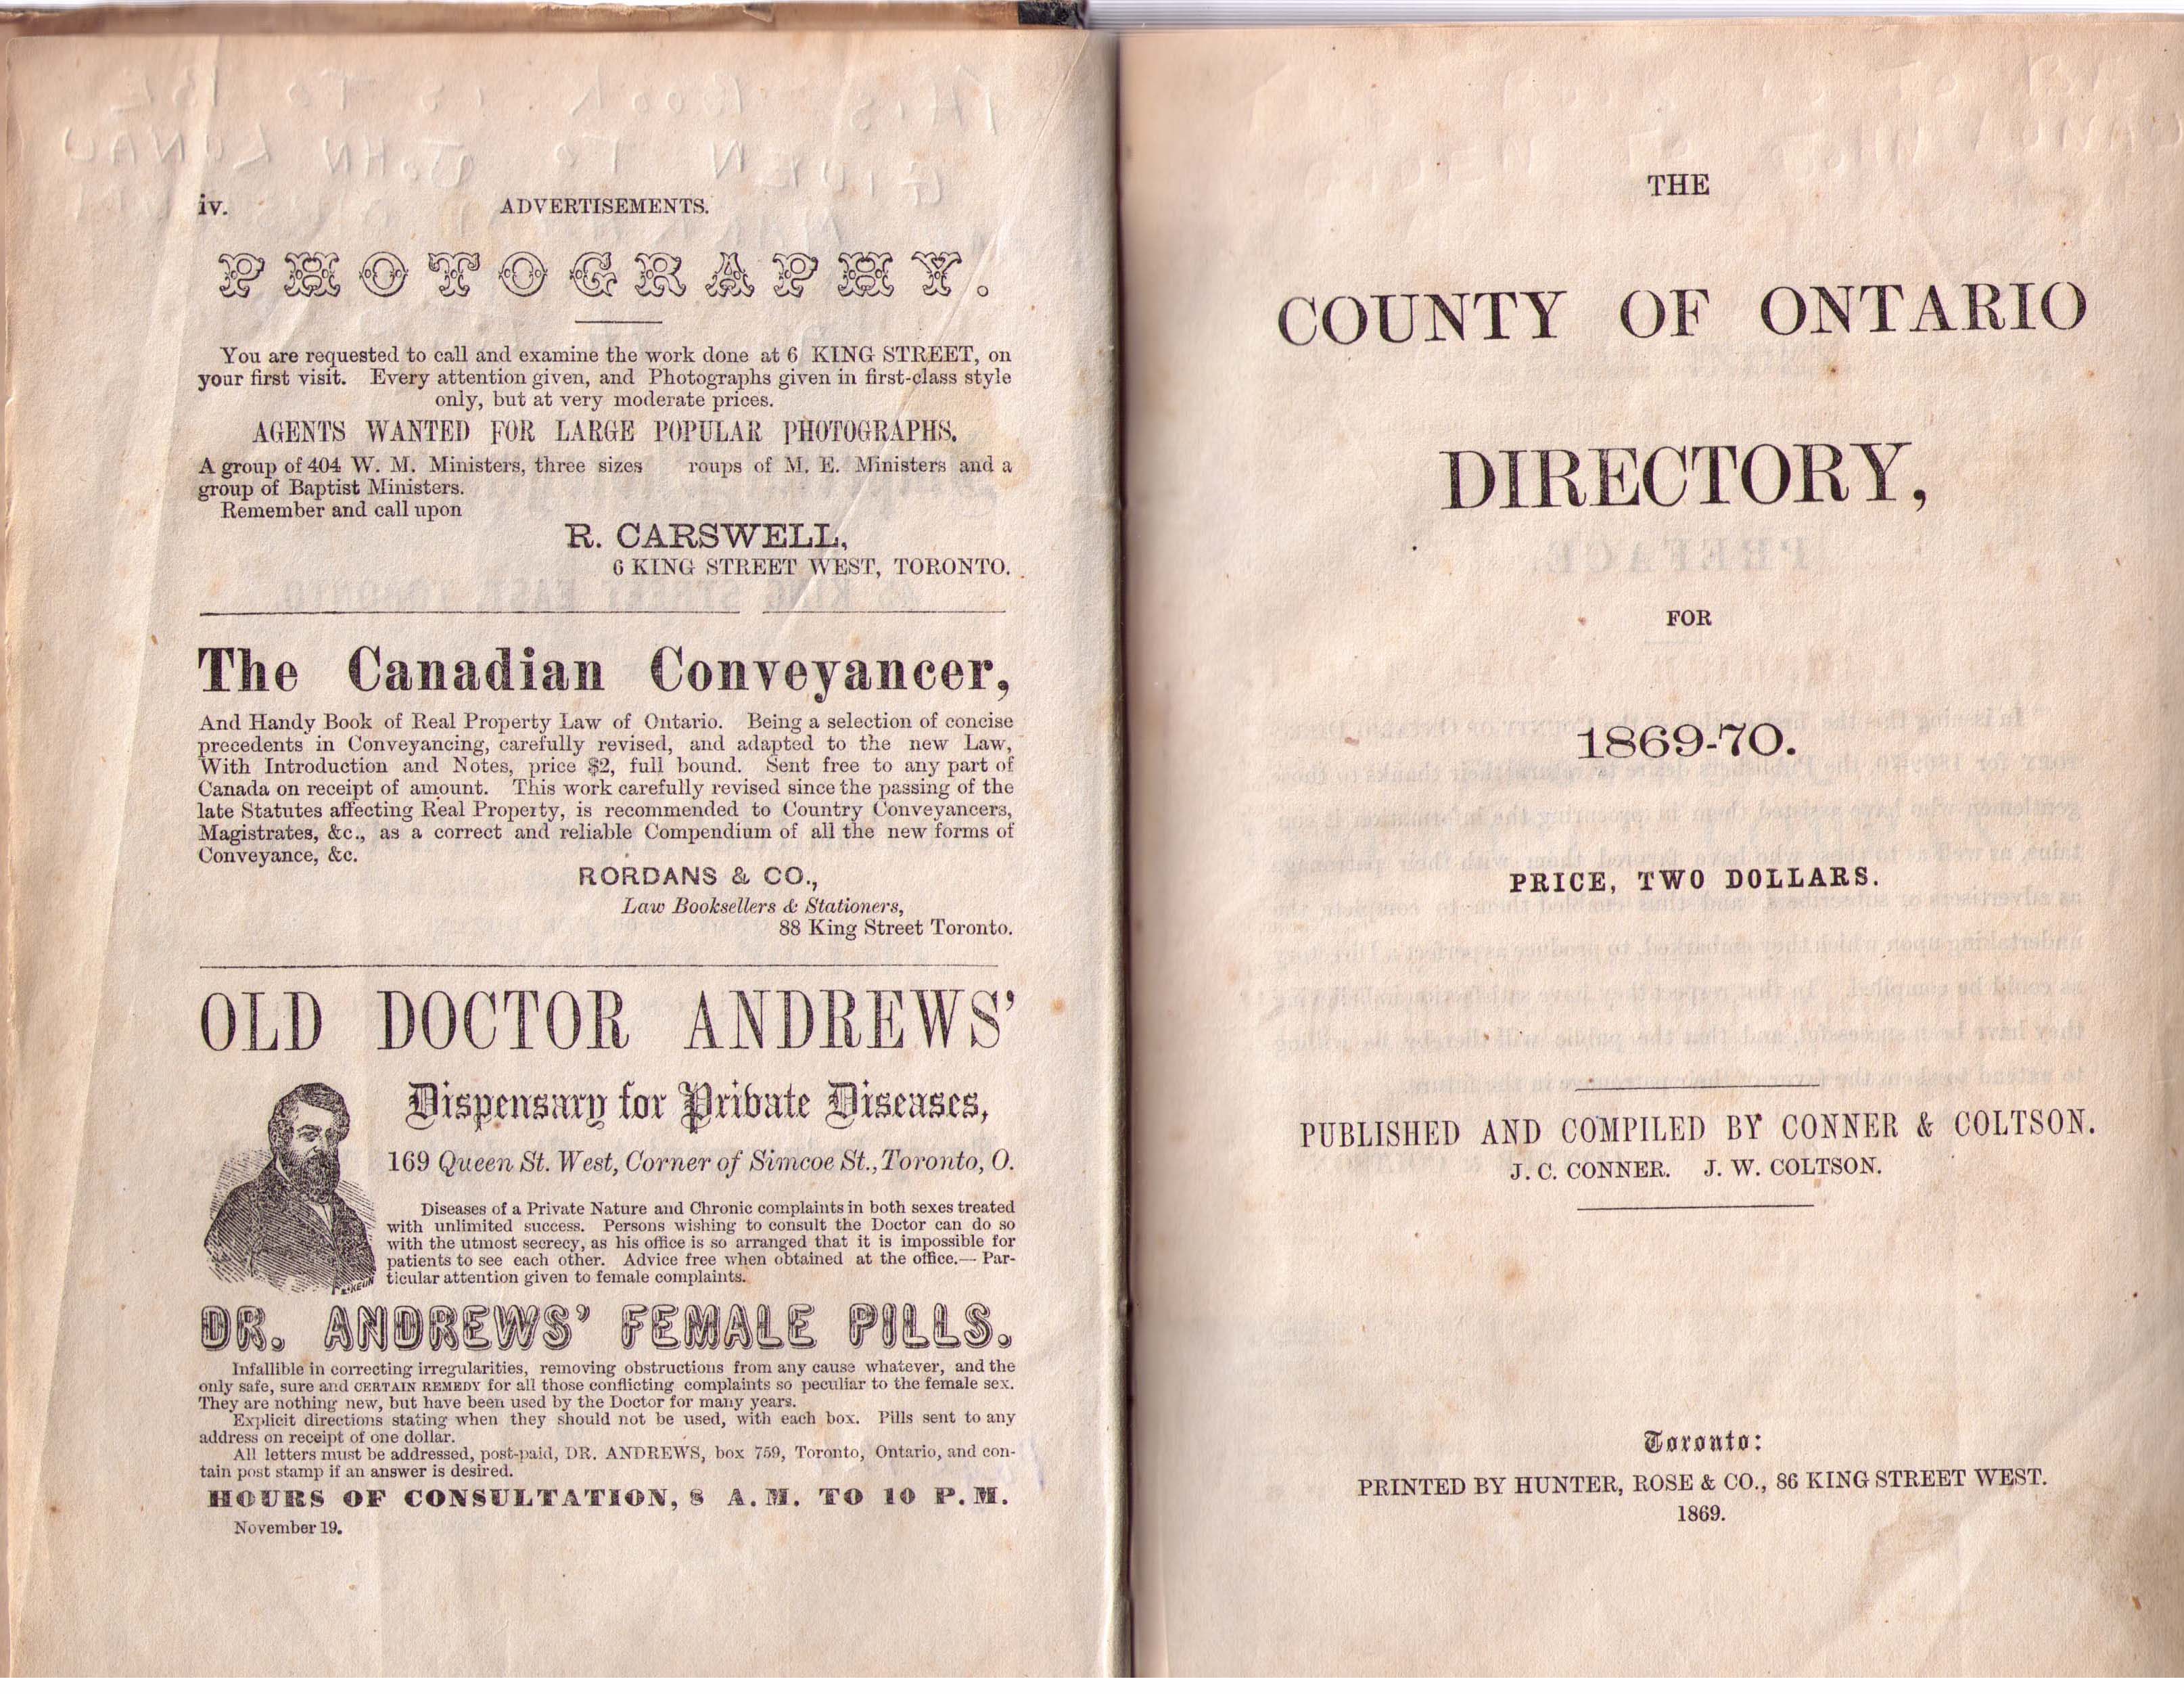 iv. ADVERTISEMENTS.
PHOTOGRAPHY.
You are requested to call and examine the work done at 6 KING STREET, on
your first visit. Every attention given, and Photographs given in first-class style
only, but at very moderate prices.
AGENTS WANTED FOR LARGE POPULAR PHOTOGRAPHS.
A group of 404 W. M. Ministers, three sizes roups of M. E. Ministers and a
group of Baptist Ministers.
Remember and call upon
R. CARSWELL,
6 KING STREET WEST, TORONTO.
The Canadian Conveyancer,
And Handy Book of Real Property Law of Ontario. Being a selection of concise
precedents in Conveyancing, carefully revised, and adapted to the new Law,
With Introduction and Notes, price $2, full bound. Sent free to any part of
Canada on receipt of amount. This work carefully revised since the passing of the
late Statutes affecting Real Property, is recommended to Country Conveyancers,
Magistrates, &c., as a correct and reliable Compendium of all the new forms of
Conveyance, &c.
RORDANS & CO.,
Law Booksellers & Stationers,
88 King Street Toronto.
OLD DOCTOR ANDREWS'
Dispensary for Private Diseases,
169 Queen St. West, Corner of Simcoe St., Toronto, O.
Diseases of a Private Nature and Chronic complaints in both sexes treated
with unlimited success. Persons wishing to consult the Doctor can do so
with the utmost secrecy, as his office is so arranged that it is impossible for
patients to see each other. Advice free when obtained at the office.— Par-
ticular attention given to female complaints.
DR. ANDREWS' FEMALE PILLS.
Infallible in correcting irregularities, removing obstructions from any cause whatever, and the
only safe, sure and CERTAIN REMEDY for all those conflicting complaints so peculiar to the female sex.
They are nothing new, but have been used by the Doctor for many years.
Explicit directions stating when they should not be used, with each box. Pills sent to any
address on receipt of one dollar.
All letters must be addressed, post-paid, DR. ANDREWS, box 759, Toronto, Ontario, and con-
tain post stamp if an answer is desired.
HOURS OF CONSULTATION, 8 A.M. TO 10 P.M.
November 19.
THE
COUNTY OF ONTARIO
DIRECTORY,
FOR
1869-70.
PRICE, TWO DOLLARS.
PUBLISHED AND COMPILED BY CONNER & COLTSON.
J. C. CONNER. J. W. COLTSON.
Toronto:
PRINTED BY HUNTER, ROSE & CO., 86 KING STREET WEST.
1869.